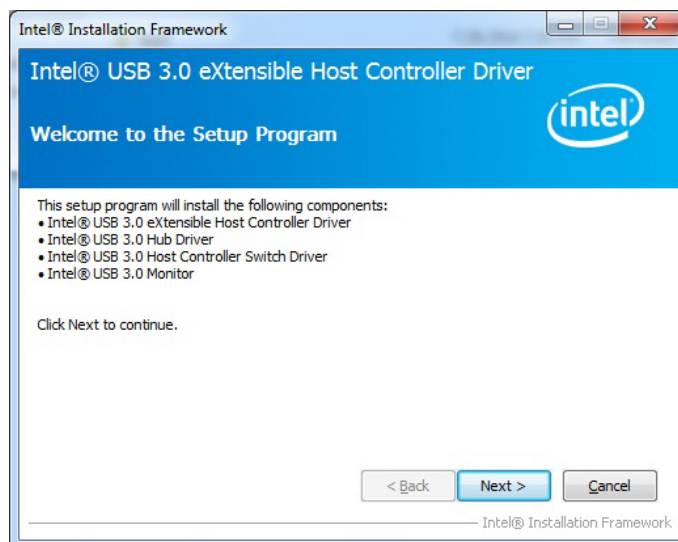 Intel® Installation Framework
Intel® USB 3.0 eXtensible Host Controller Driver
intel
Welcome to the Setup Program
This setup program will install the following components:
• Intel® USB 3.0 eXtensible Host Controller Driver
• Intel® USB 3.0 Hub Driver
• Intel® USB 3.0 Host Controller Switch Driver
• Intel® USB 3.0 Monitor
Click Next to continue.
< Back Next > Cancel
Intel® Installation Framework